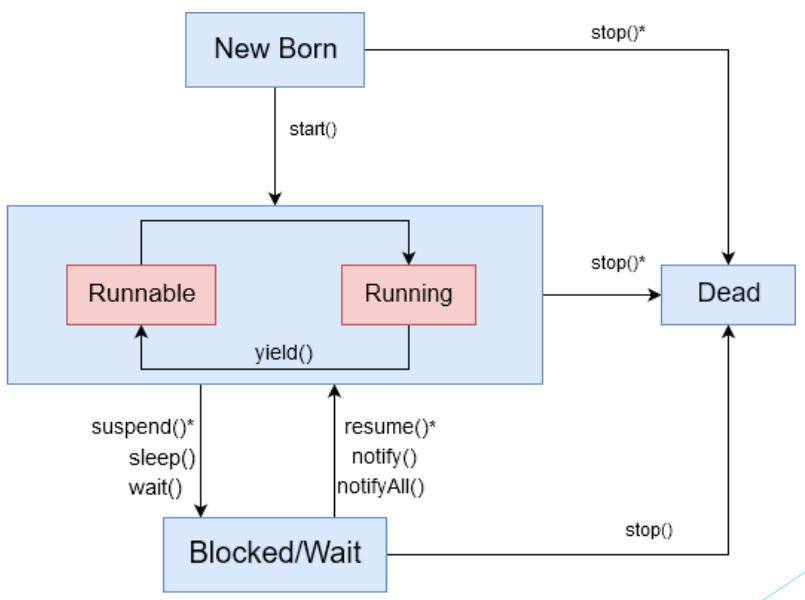 New Born
stop()*
start()
Runnable
Running
stop()*
Dead
yield()
suspend()*
sleep()
wait()
resume()*
notify()
notifyAll()
Blocked/Wait
stop()